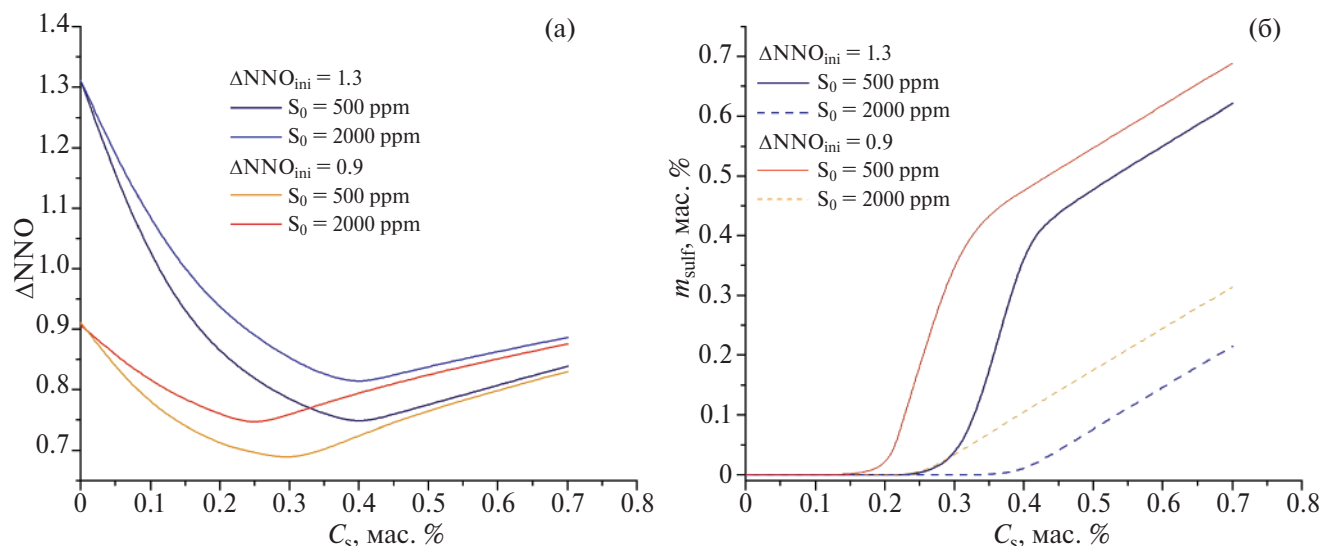 (а)
1.4
1.3
1.2
1.1
1.0
0.9
0.8
0.7
0
0.1
0.2
0.3
0.4
0.5
0.6
0.7
0.8
ΔNNO
C_s, мас. %
ΔNNO_ini = 1.3
S_0 = 500 ppm
S_0 = 2000 ppm
ΔNNO_ini = 0.9
S_0 = 500 ppm
S_0 = 2000 ppm
(б)
0.7
0.6
0.5
0.4
0.3
0.2
0.1
0
0
0.1
0.2
0.3
0.4
0.5
0.6
0.7
0.8
m_sulf, мас. %
C_s, мас. %
ΔNNO_ini = 1.3
S_0 = 500 ppm
S_0 = 2000 ppm
ΔNNO_ini = 0.9
S_0 = 500 ppm
S_0 = 2000 ppm